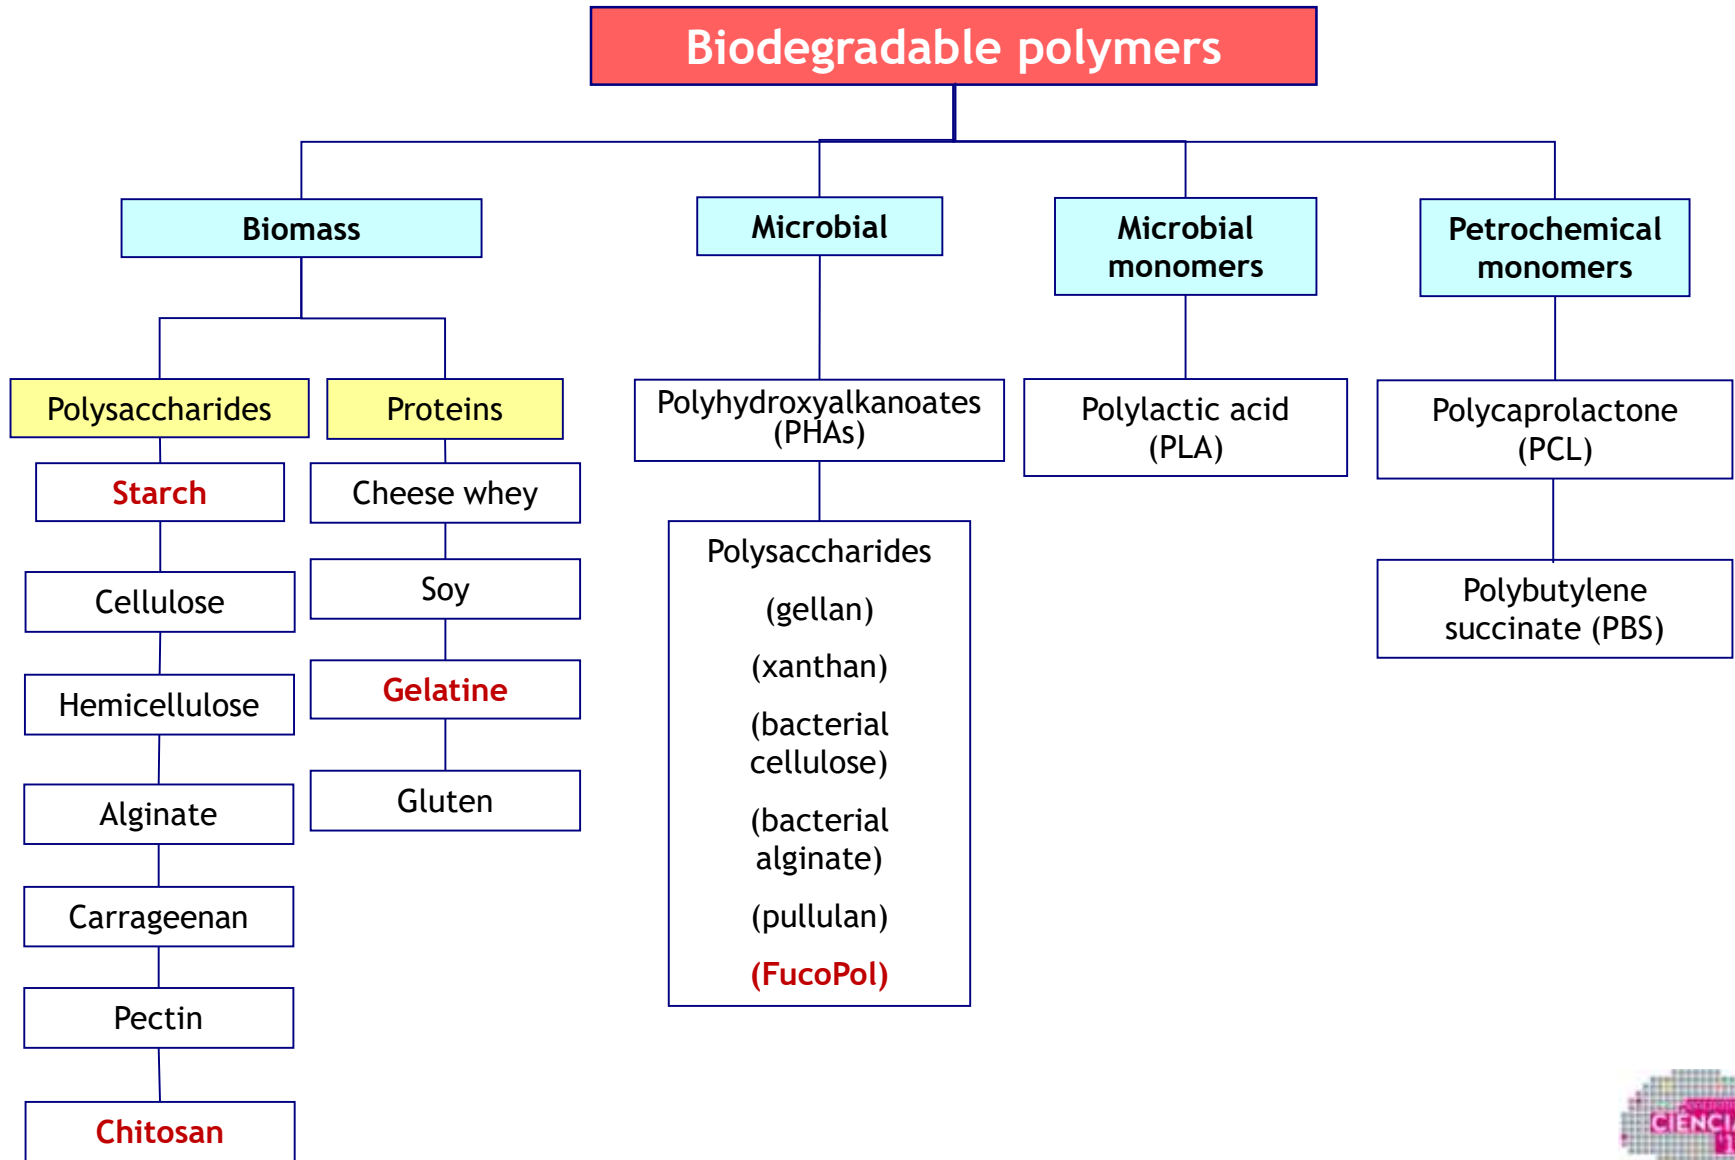 Biodegradable polymers
Biomass
Microbial
Microbial
monomers
Petrochemical
monomers
Polysaccharides
Proteins
Polyhydroxyalkanoates
(PHAs)
Polylactic acid
(PLA)
Polycaprolactone
(PCL)
Starch
Cheese whey
Polysaccharides
(gellan)
(xanthan)
(bacterial
cellulose)
(bacterial
alginate)
(pullulan)
(FucoPol)
Polybutylene
succinate (PBS)
Cellulose
Soy
Hemicellulose
Gelatine
Alginate
Gluten
Carrageenan
Pectin
Chitosan
CIÊNCIA